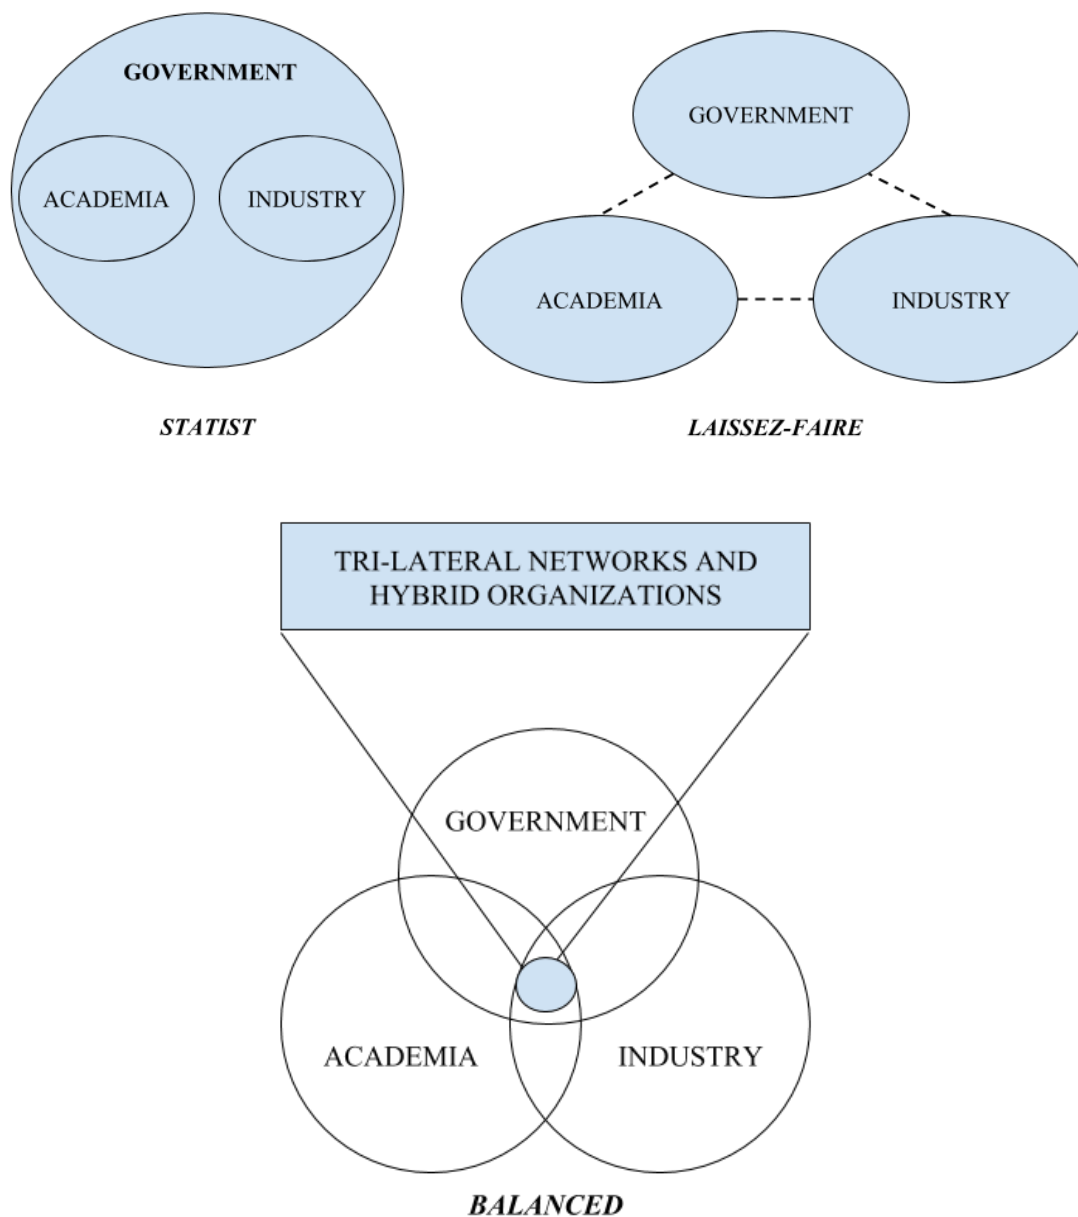 GOVERNMENT
ACADEMIA
INDUSTRY
STATIST
GOVERNMENT
ACADEMIA
INDUSTRY
LAISSEZ-FAIRE
TRI-LATERAL NETWORKS AND
HYBRID ORGANIZATIONS
GOVERNMENT
ACADEMIA
INDUSTRY
BALANCED